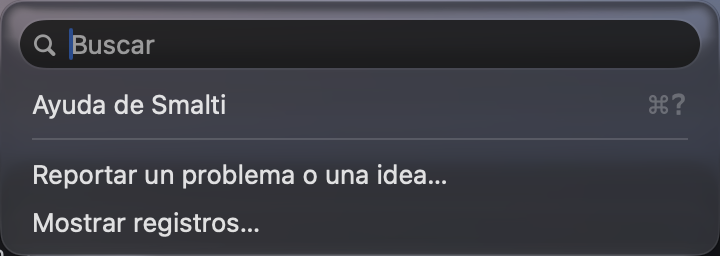 Buscar
Ayuda de Smalti ⌘?
Reportar un problema o una idea...
Mostrar registros...